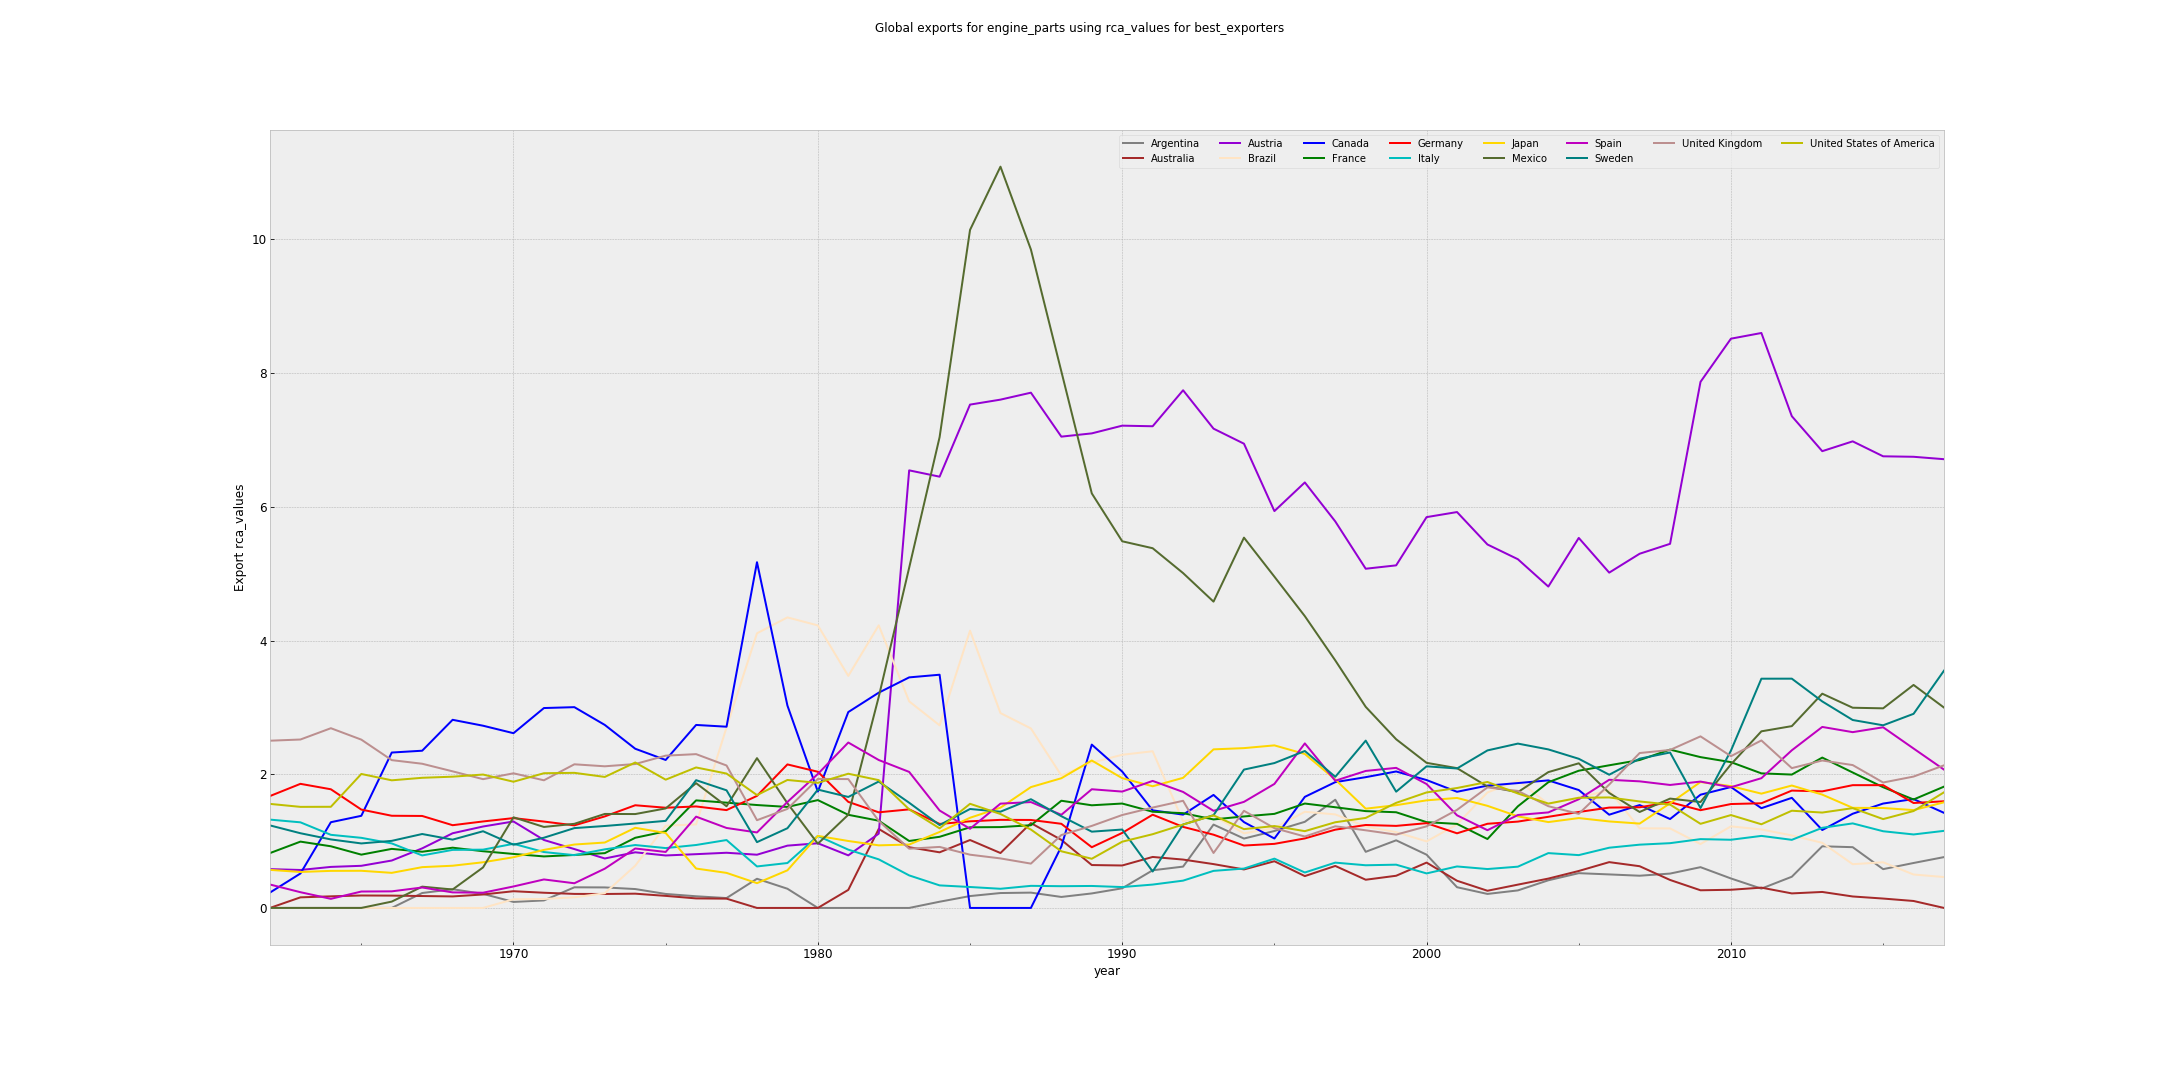 Global exports for engine_parts using rca_values for best_exporters
Argentina Austria Canada Germany Japan Spain United Kingdom United States of America
Australia Brazil France Italy Mexico Sweden
10
8
6
4
2
0
Export rca_values
1970 1980 1990 2000 2010
year